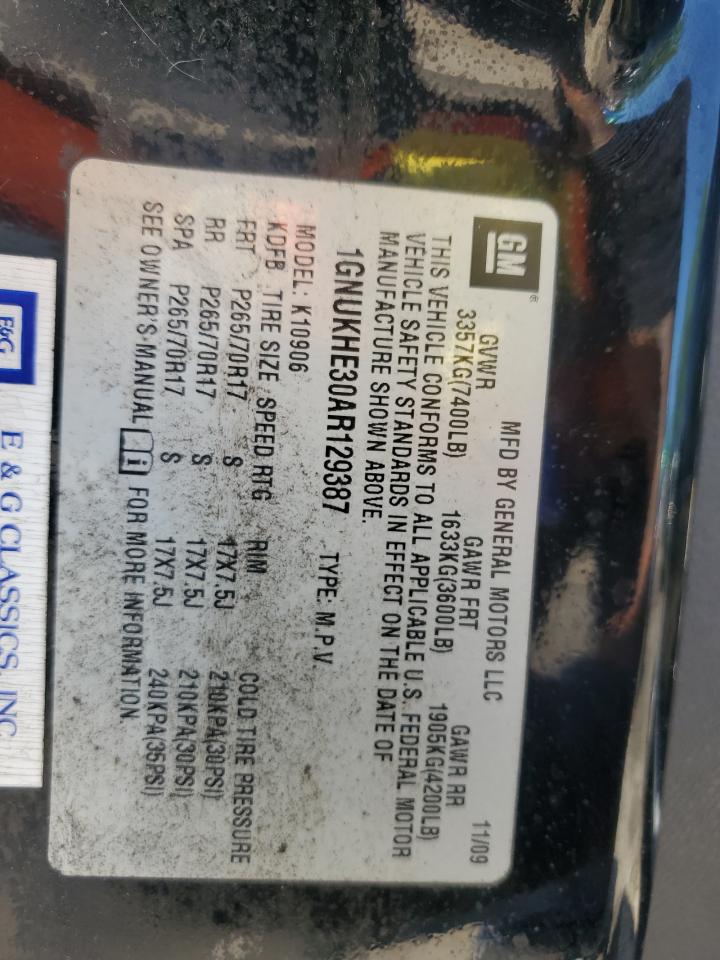 GM ®
MFD BY GENERAL MOTORS LLC 11/09
GVWR GAWR FRT GAWR RR
3357KG(7400LB) 1633KG(3600LB) 1905KG(4200LB)
THIS VEHICLE CONFORMS TO ALL APPLICABLE U.S. FEDERAL MOTOR
VEHICLE SAFETY STANDARDS IN EFFECT ON THE DATE OF
MANUFACTURE SHOWN ABOVE.
1GNUKHE30AR129387 TYPE: M.P.V.
MODEL: K10906
KDFB TIRE SIZE SPEED RTG RIM COLD TIRE PRESSURE
FRT P265/70R17 S 17X7.5J 210KPA(30PSI)
RR P265/70R17 S 17X7.5J 210KPA(30PSI)
SPA P265/70R17 S 17X7.5J 240KPA(35PSI)
SEE OWNER'S MANUAL i FOR MORE INFORMATION.
E&G E & G CLASSICS, INC